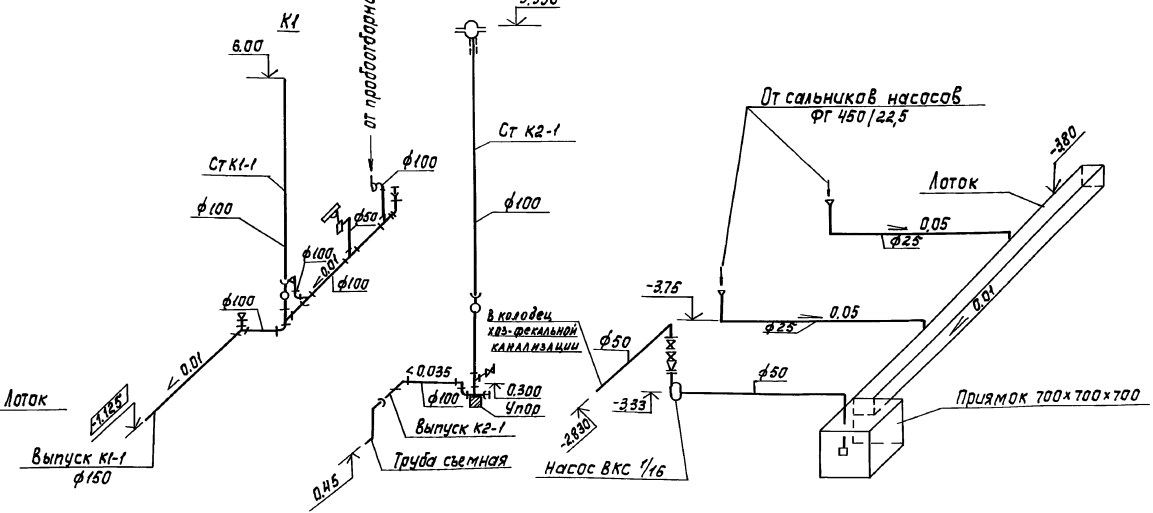 К1
6.00
Ст К1-1
ф100
ф100
ф100
0.01
ф100
ф50
ф100
от пробоотборни
0.01
-1.125
Лоток
Выпуск К1-1
ф150
Ст К2-1
ф100
0.035
ф100
0.300
Упор
Выпуск К2-1
Труба съемная
0.45
В колодец
хоз-фекальной
канализации
ф50
-2.830
-3.75
-3.33
Насос ВКС 1/16
ф50
От сальников насосов
ФГ 450/22,5
0,05
ф25
0,05
ф25
Лоток
-3.80
0.01
Приямок 700×700×700